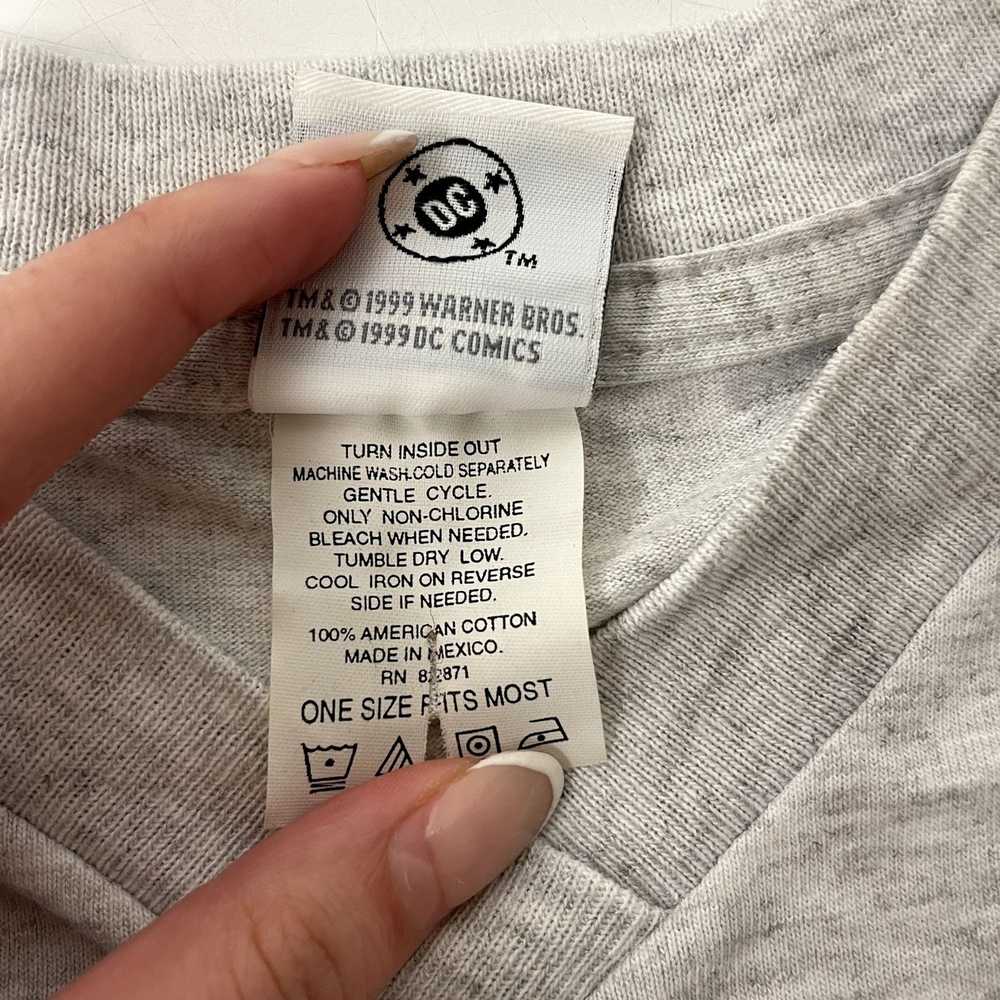 DC
TM
TM & © 1999 WARNER BROS.
TM & © 1999 DC COMICS
TURN INSIDE OUT
MACHINE WASH.COLD SEPARATELY
GENTLE CYCLE.
ONLY NON-CHLORINE
BLEACH WHEN NEEDED.
TUMBLE DRY LOW.
COOL IRON ON REVERSE
SIDE IF NEEDED.
100% AMERICAN COTTON
MADE IN MEXICO.
RN
ONE SIZE FITS MOST